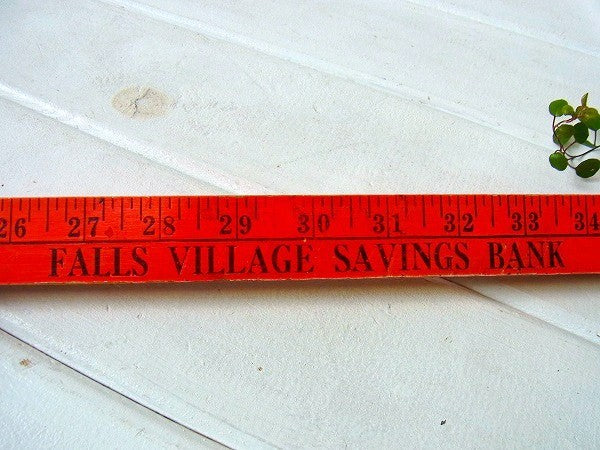 26 27 28 29 30 31 32 33 34
FALLS VILLAGE SAVINGS BANK